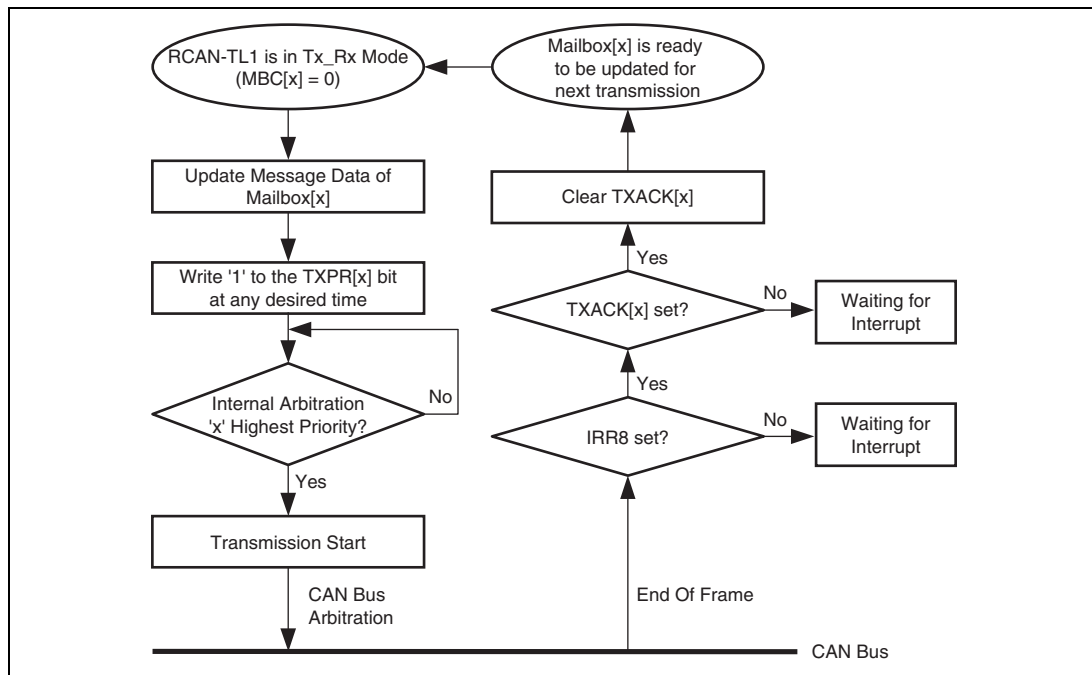 RCAN-TL1 is in Tx_Rx Mode
(MBC[x] = 0)
Update Message Data of
Mailbox[x]
Write '1' to the TXPR[x] bit
at any desired time
Internal Arbitration
'x' Highest Priority?
No
Yes
Transmission Start
CAN Bus
Arbitration
Mailbox[x] is ready
to be updated for
next transmission
Clear TXACK[x]
Yes
TXACK[x] set?
No
Waiting for
Interrupt
Yes
IRR8 set?
No
Waiting for
Interrupt
End Of Frame
CAN Bus